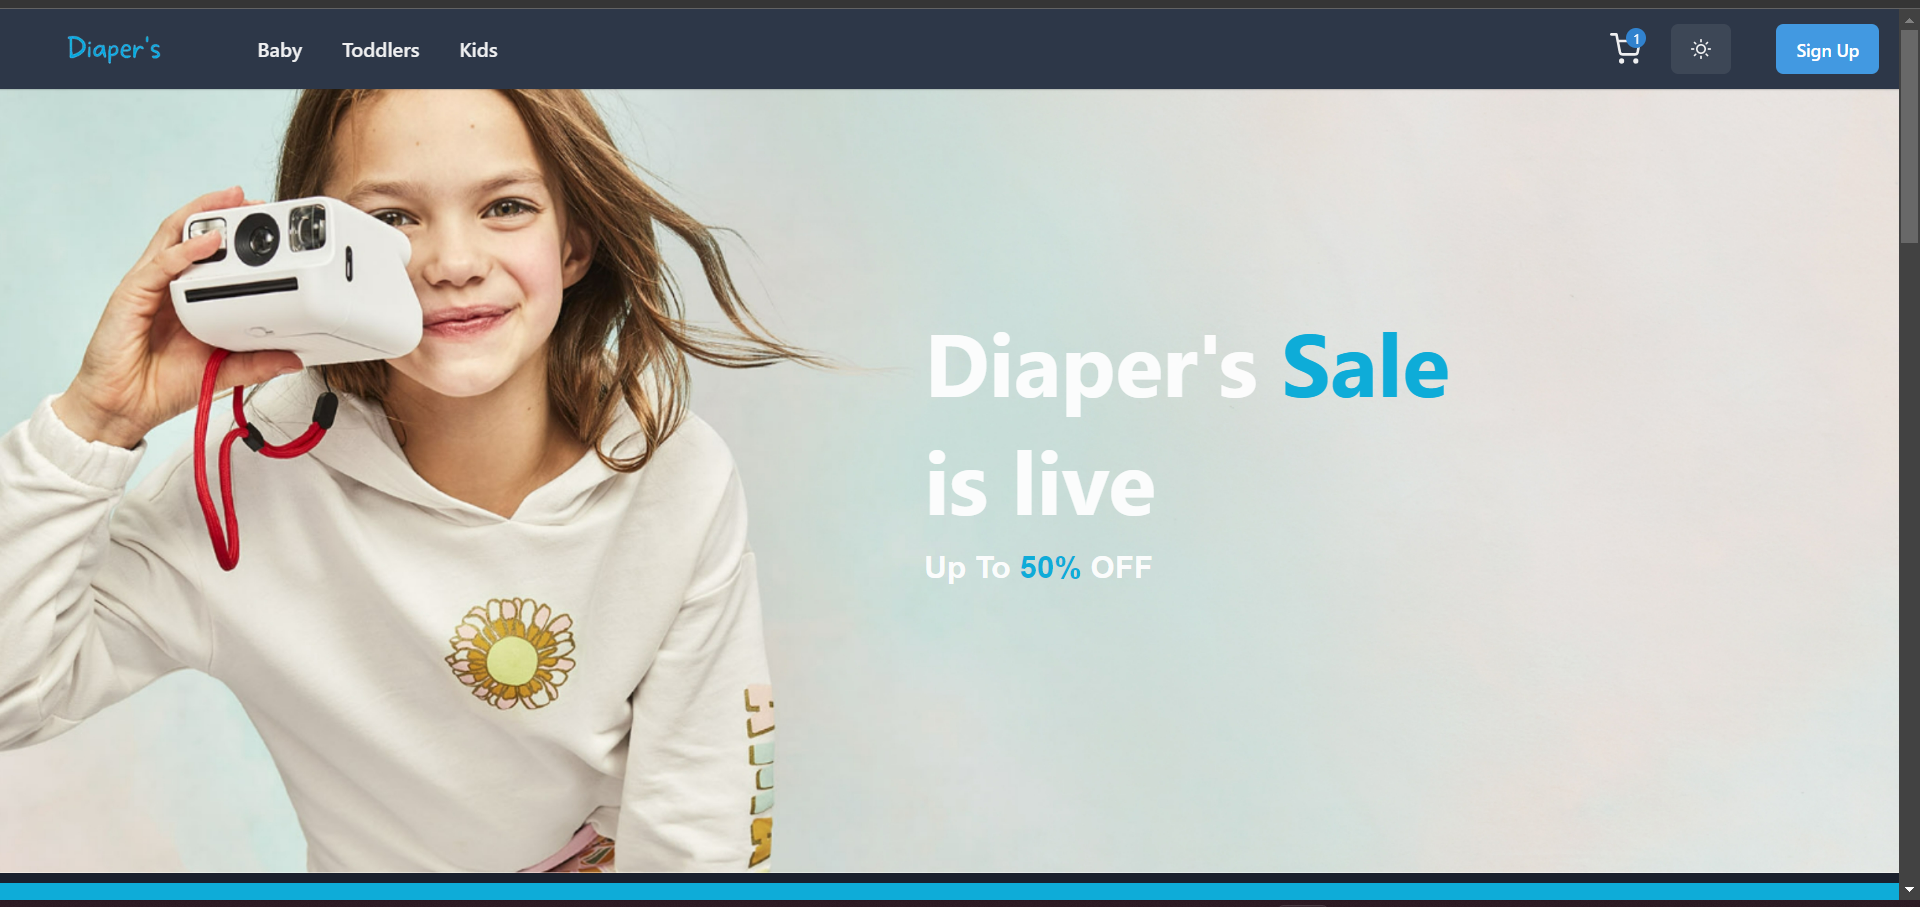 Diaper's
Baby Toddlers Kids
1
Sign Up
Diaper's Sale
is live
Up To 50% OFF